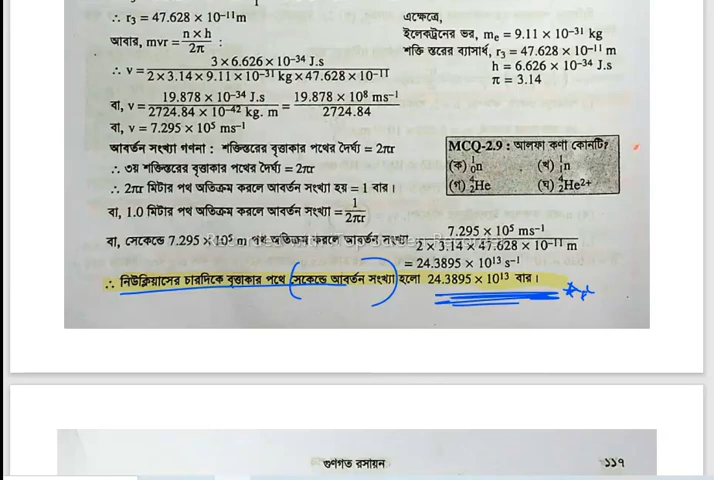 ∴ r₃ = 47.628 × 10⁻¹¹m
আবার, mvr = n × h / 2π :
∴ v = 3 × 6.626 × 10⁻³⁴ J.s / 2 × 3.14 × 9.11 × 10⁻³¹ kg × 47.628 × 10⁻¹¹
বা, v = 19.878 × 10⁻³⁴ J.s / 2724.84 × 10⁻⁴² kg. m = 19.878 × 10⁸ ms⁻¹ / 2724.84
বা, v = 7.295 × 10⁵ ms⁻¹
এক্ষেত্রে,
ইলেকট্রনের ভর, mₑ = 9.11 × 10⁻³¹ kg
শক্তি স্তরের ব্যাসার্ধ, r₃ = 47.628 × 10⁻¹¹ m
h = 6.626 × 10⁻³⁴ J.s
π = 3.14
আবর্তন সংখ্যা গণনা : শক্তিস্তরের বৃত্তাকার পথের দৈর্ঘ্য = 2πr
∴ ৩য় শক্তিস্তরের বৃত্তাকার পথের দৈর্ঘ্য = 2πr
∴ 2πr মিটার পথ অতিক্রম করলে আবর্তন সংখ্যা হয় = 1 বার।
বা, 1.0 মিটার পথ অতিক্রম করলে আবর্তন সংখ্যা = 1 / 2πr
MCQ-2.9 : আলফা কণা কোনটি?
(ক) ¹₀n (খ) ¹₁n
(গ) ⁴₂He (ঘ) ⁴₂He²⁺
বা, সেকেন্ডে 7.295 × 10⁵ m পথ অতিক্রম করলে আবর্তন সংখ্যা 7.295 × 10⁵ ms⁻¹ / 2 × 3.14 × 47.628 × 10⁻¹¹ m
= 24.3895 × 10¹³ s⁻¹
∴ নিউক্লিয়াসের চারদিকে বৃত্তাকার পথে সেকেন্ডে আবর্তন সংখ্যা হলো 24.3895 × 10¹³ বার।
গুণগত রসায়ন ১১৭